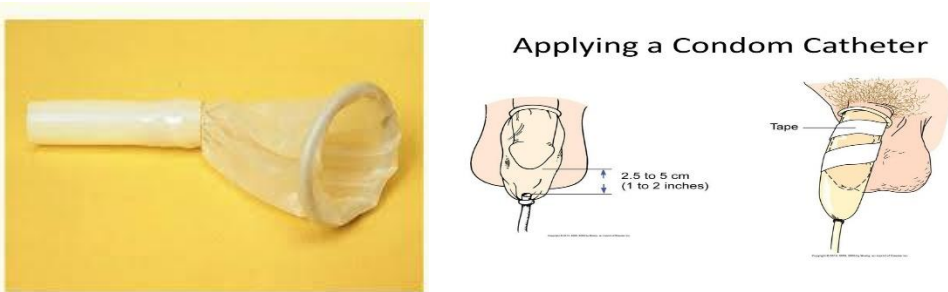 Applying a Condom Catheter
Tape
2.5 to 5 cm
(1 to 2 inches)